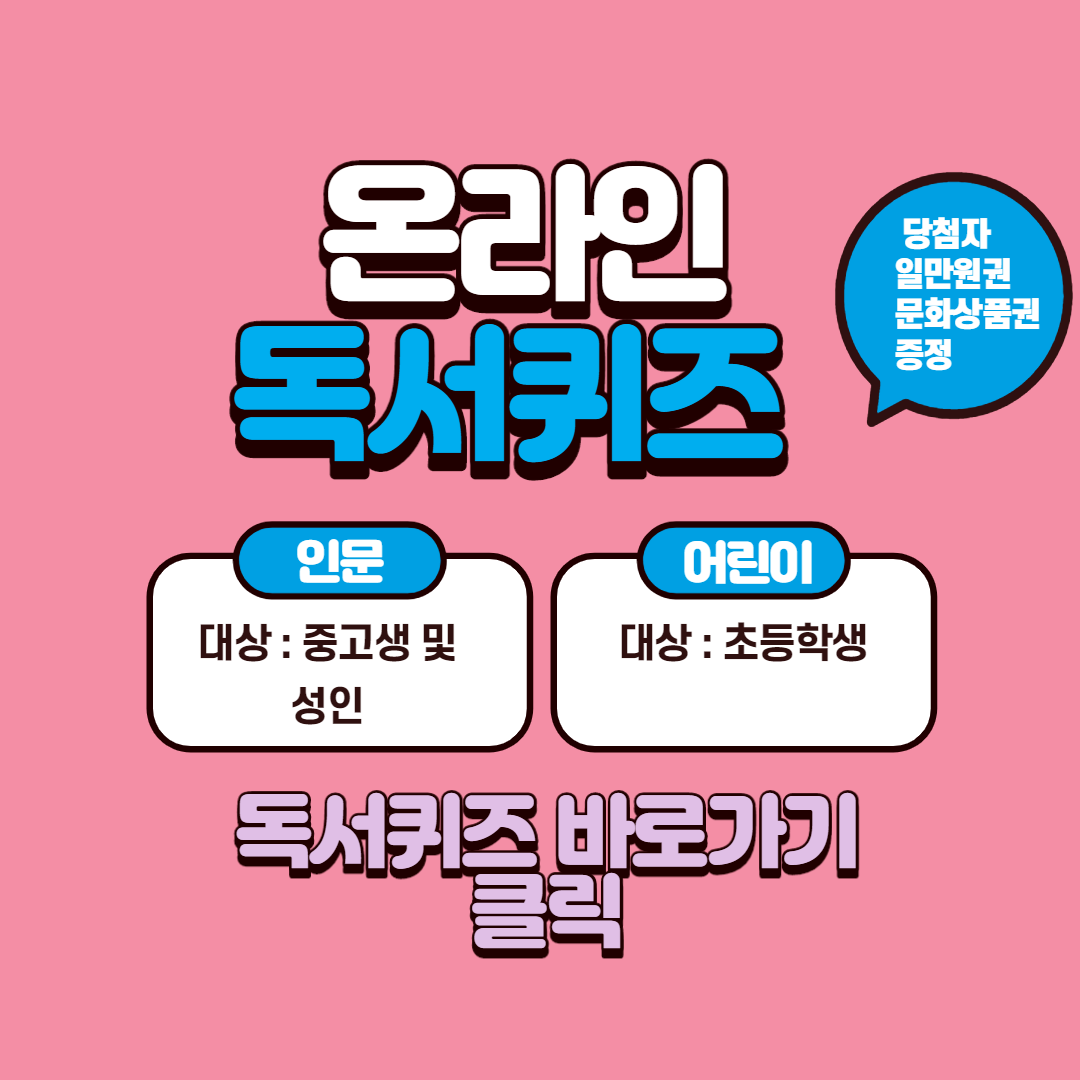 온라인
독서퀴즈
당첨자
일만원권
문화상품권
증정
인문
대상 : 중고생 및
성인
어린이
대상 : 초등학생
독서퀴즈 바로가기
클릭